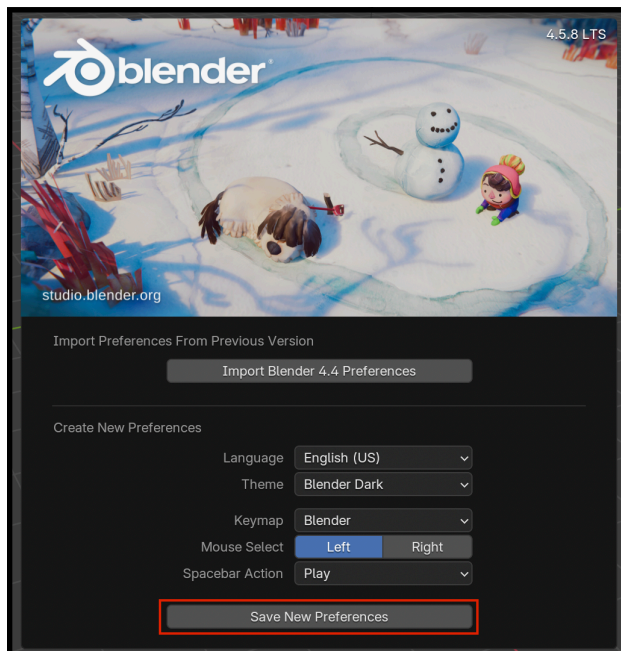 4.5.8 LTS
blender
studio.blender.org
Import Preferences From Previous Version
Import Blender 4.4 Preferences
Create New Preferences
Language English (US)
Theme Blender Dark
Keymap Blender
Mouse Select Left Right
Spacebar Action Play
Save New Preferences